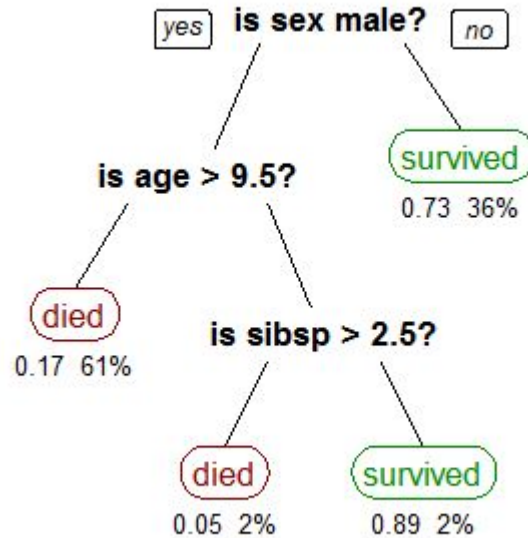 yes is sex male? no
is age > 9.5?
survived
0.73 36%
died
0.17 61%
is sibsp > 2.5?
died survived
0.05 2% 0.89 2%